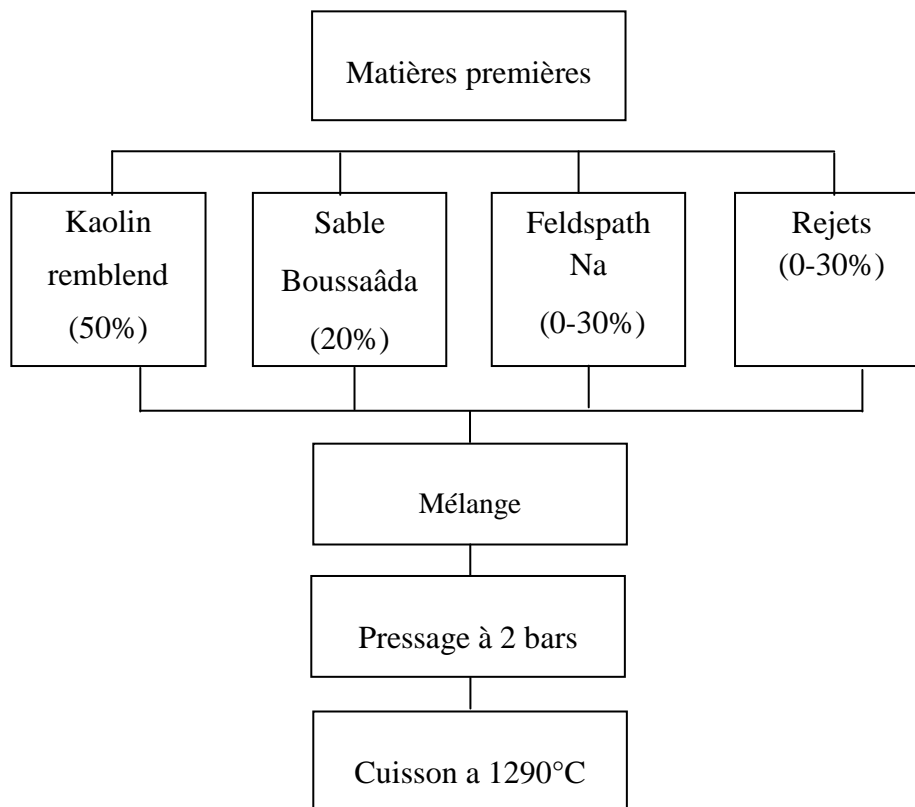 Matières premières
Kaolin
remblend
(50%)
Sable
Boussaâda
(20%)
Feldspath
Na
(0-30%)
Rejets
(0-30%)
Mélange
Pressage à 2 bars
Cuisson a 1290°C